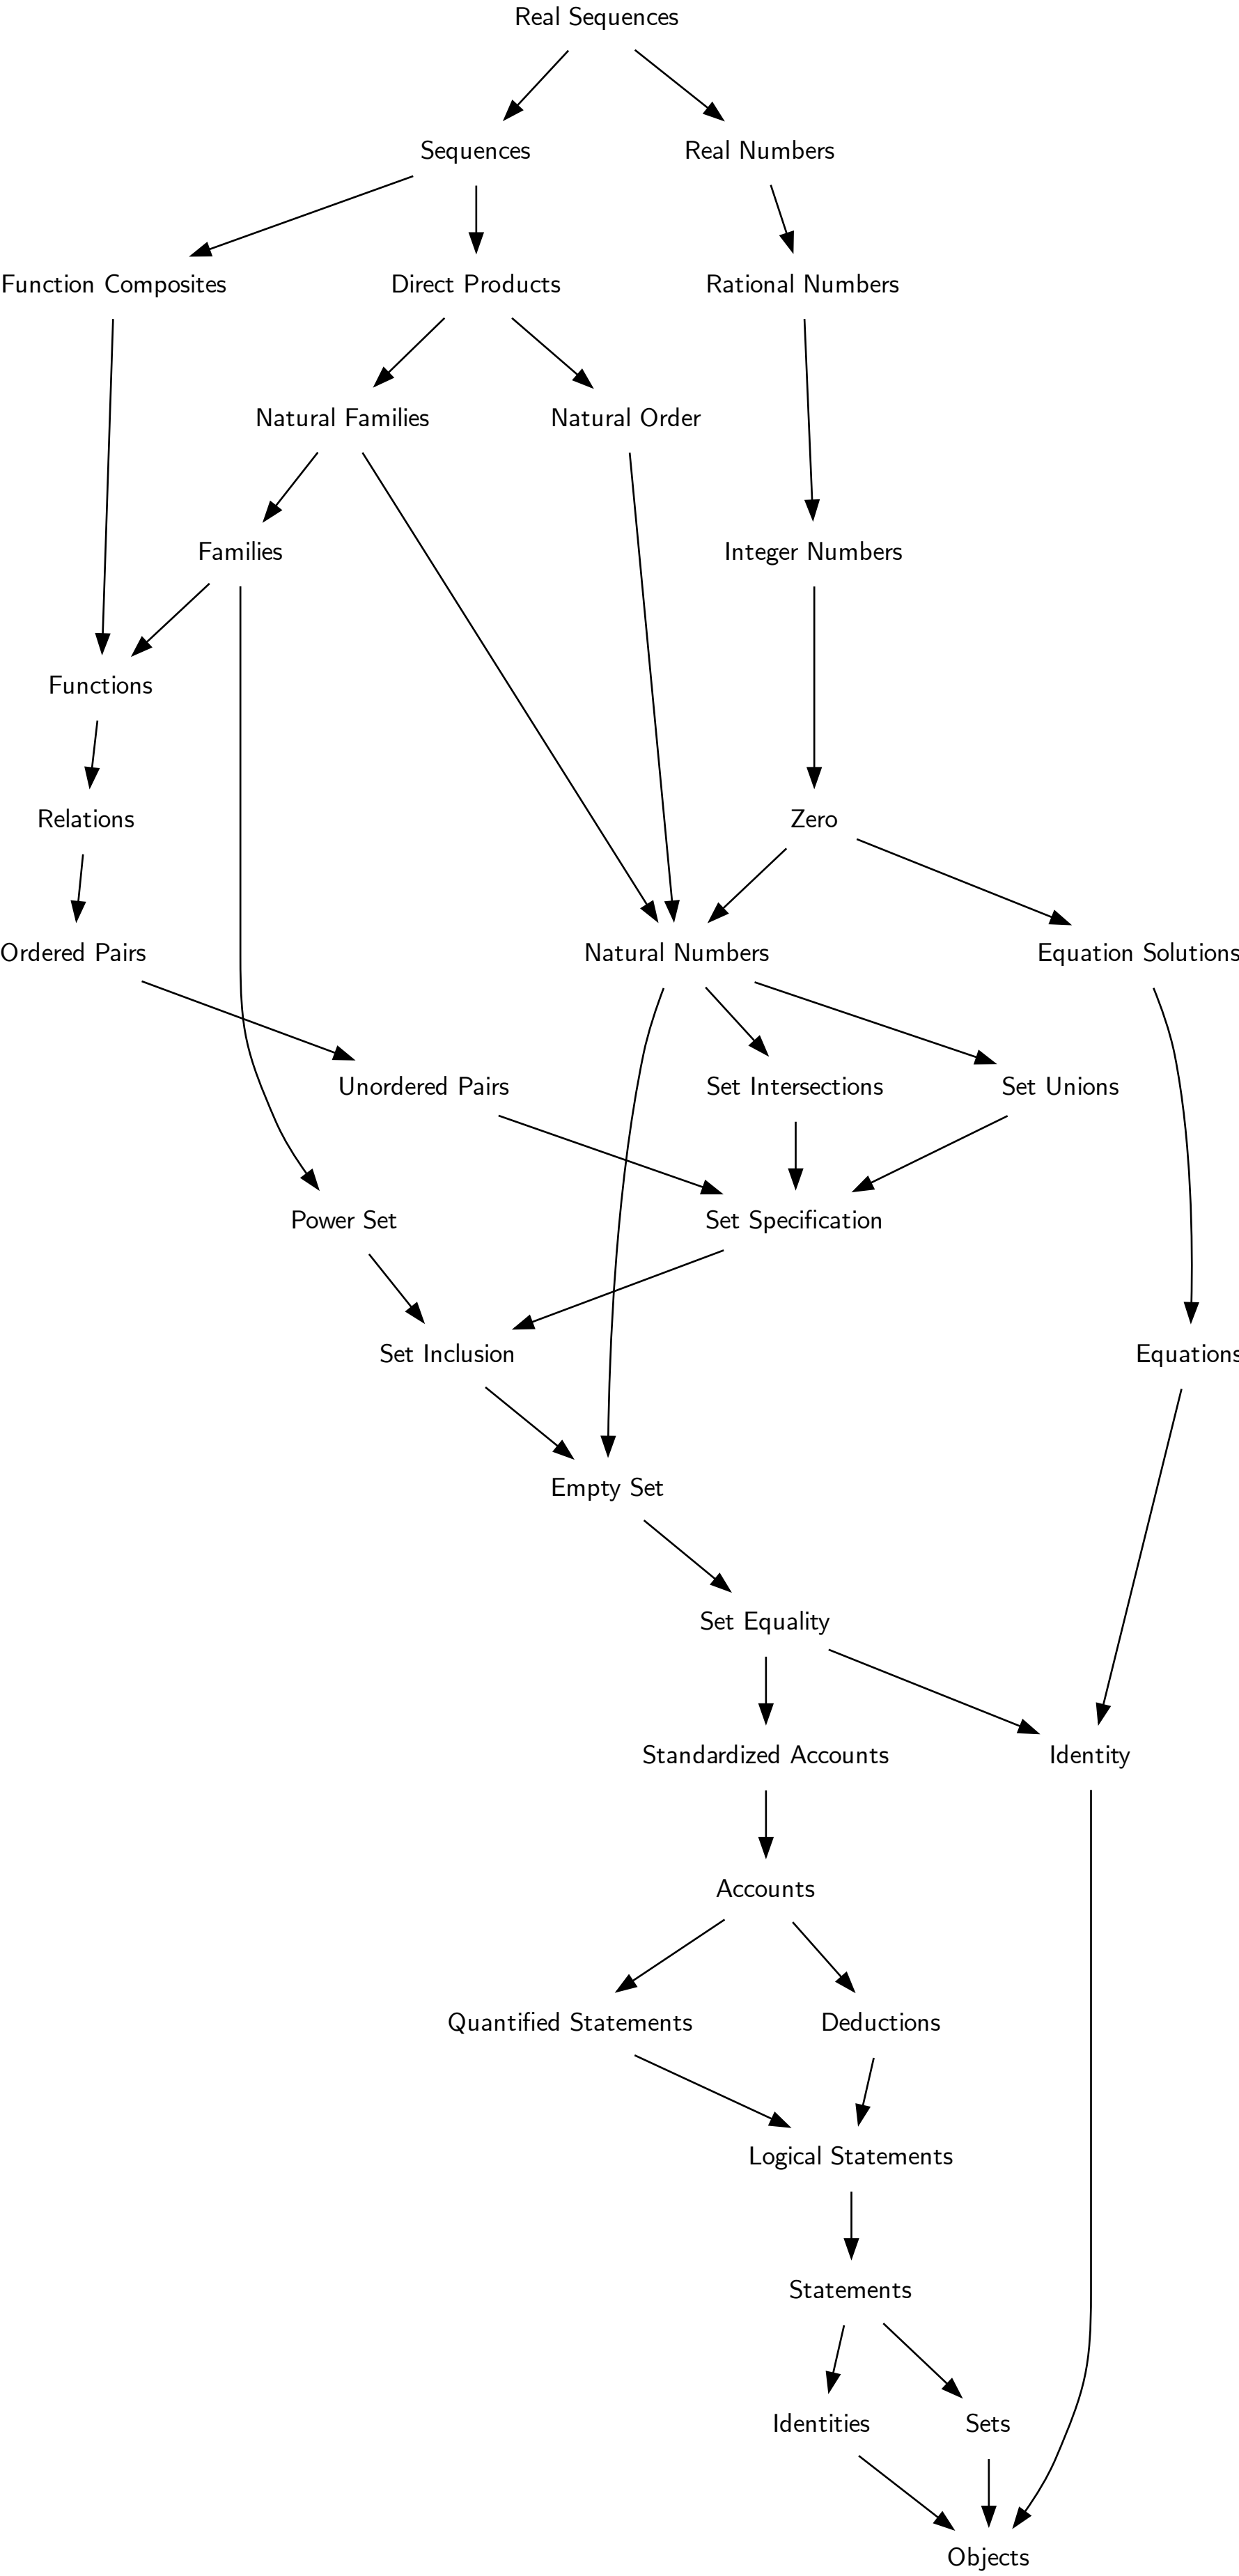 Real Sequences
Sequences
Real Numbers
Function Composites
Direct Products
Rational Numbers
Natural Families
Natural Order
Families
Integer Numbers
Functions
Relations
Zero
Ordered Pairs
Natural Numbers
Equation Solutions
Unordered Pairs
Set Intersections
Set Unions
Power Set
Set Specification
Set Inclusion
Equations
Empty Set
Set Equality
Standardized Accounts
Identity
Accounts
Quantified Statements
Deductions
Logical Statements
Statements
Identities
Sets
Objects